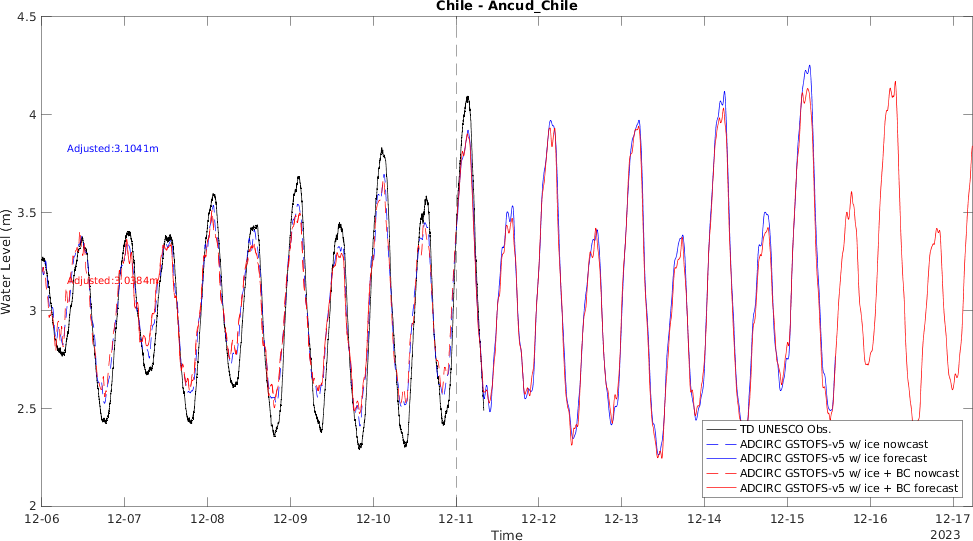 Chile - Ancud_Chile
4.5
4
3.5
3
2.5
2
Water Level (m)
Adjusted:3.1041m
Adjusted:3.0384m
TD UNESCO Obs.
ADCIRC GSTOFS-v5 w/ ice nowcast
ADCIRC GSTOFS-v5 w/ ice forecast
ADCIRC GSTOFS-v5 w/ ice + BC nowcast
ADCIRC GSTOFS-v5 w/ ice + BC forecast
12-06 12-07 12-08 12-09 12-10 12-11 12-12 12-13 12-14 12-15 12-16 12-17
Time
2023